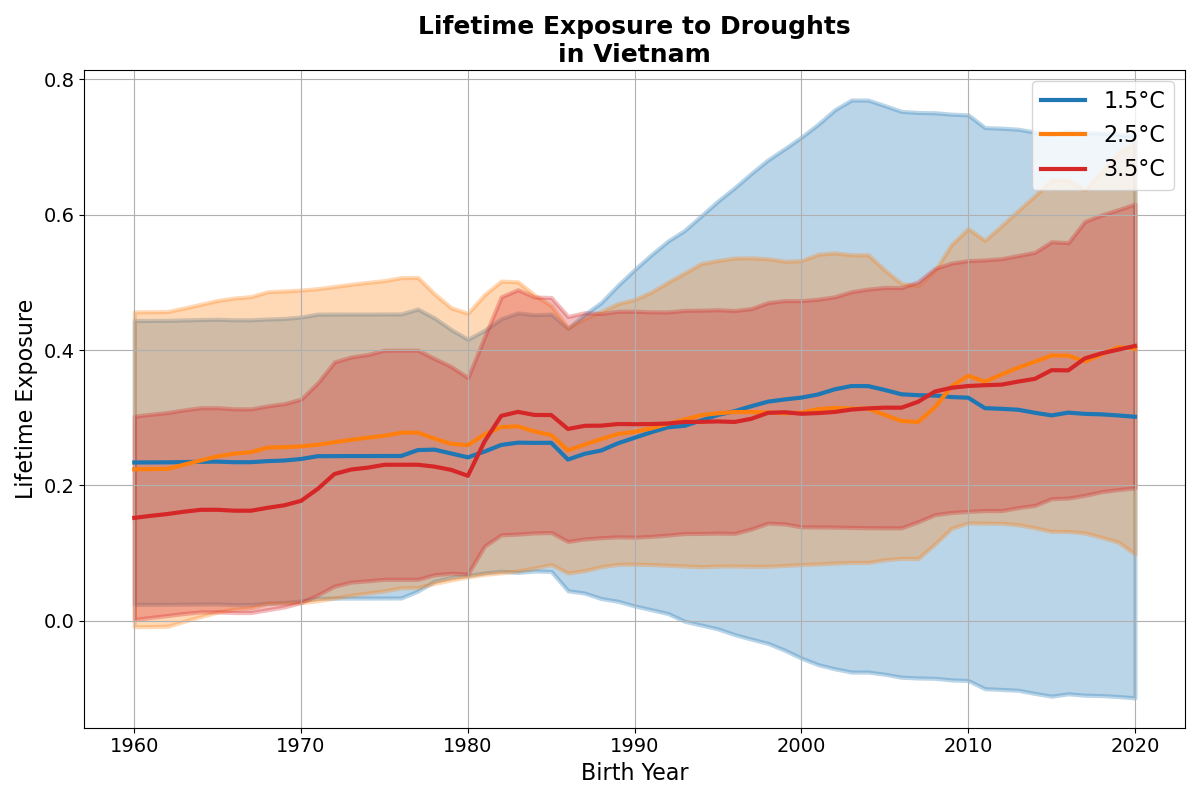 Lifetime Exposure to Droughts
in Vietnam
1.5°C
2.5°C
3.5°C
Lifetime Exposure
0.8
0.6
0.4
0.2
0.0
1960 1970 1980 1990 2000 2010 2020
Birth Year